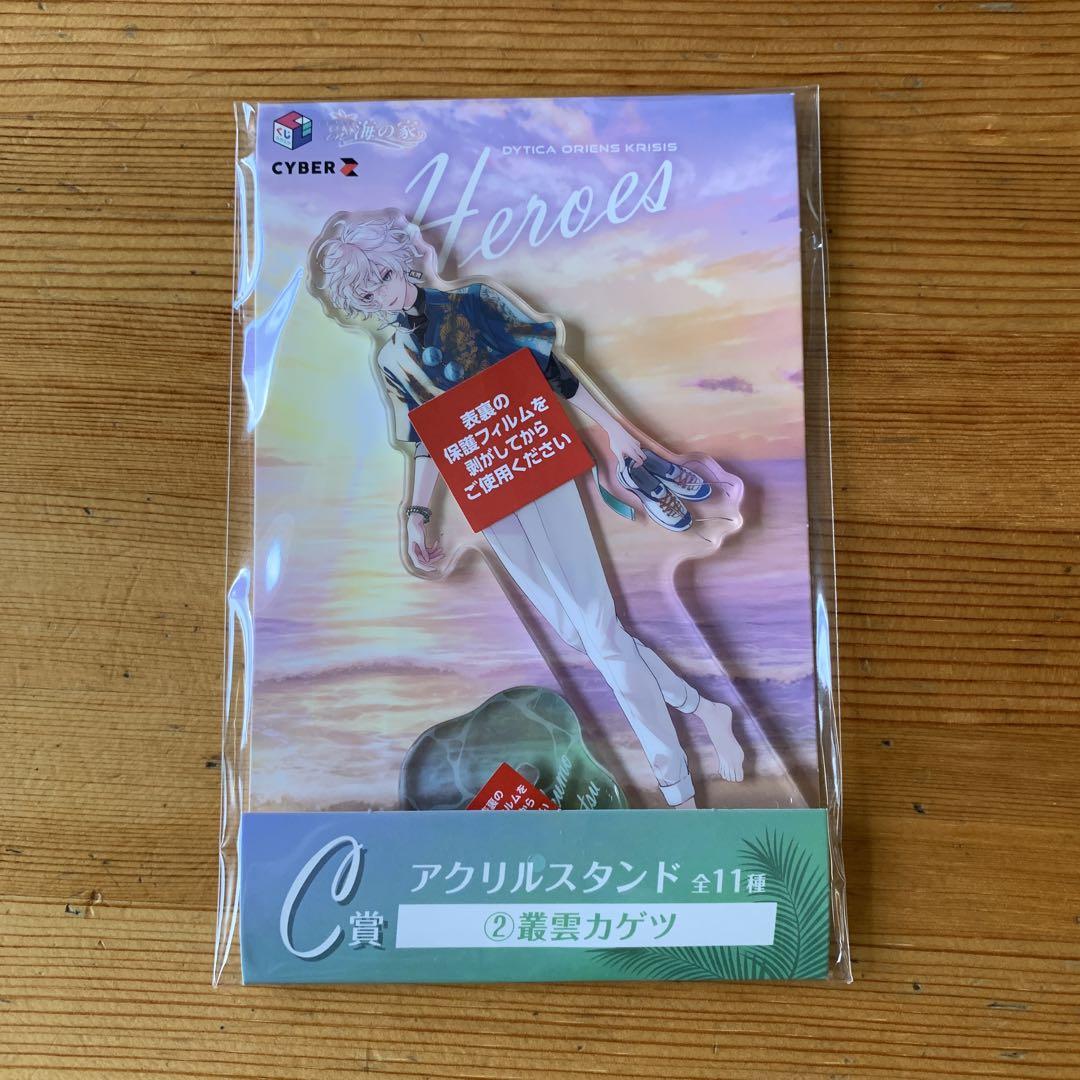 くじ
海の家
CYBER Z
DYTICA ORIENS KRISIS
Heroes
表裏の
保護フィルムを
剥がしてから
ご使用ください
C賞
アクリルスタンド 全11種
②叢雲カゲツ